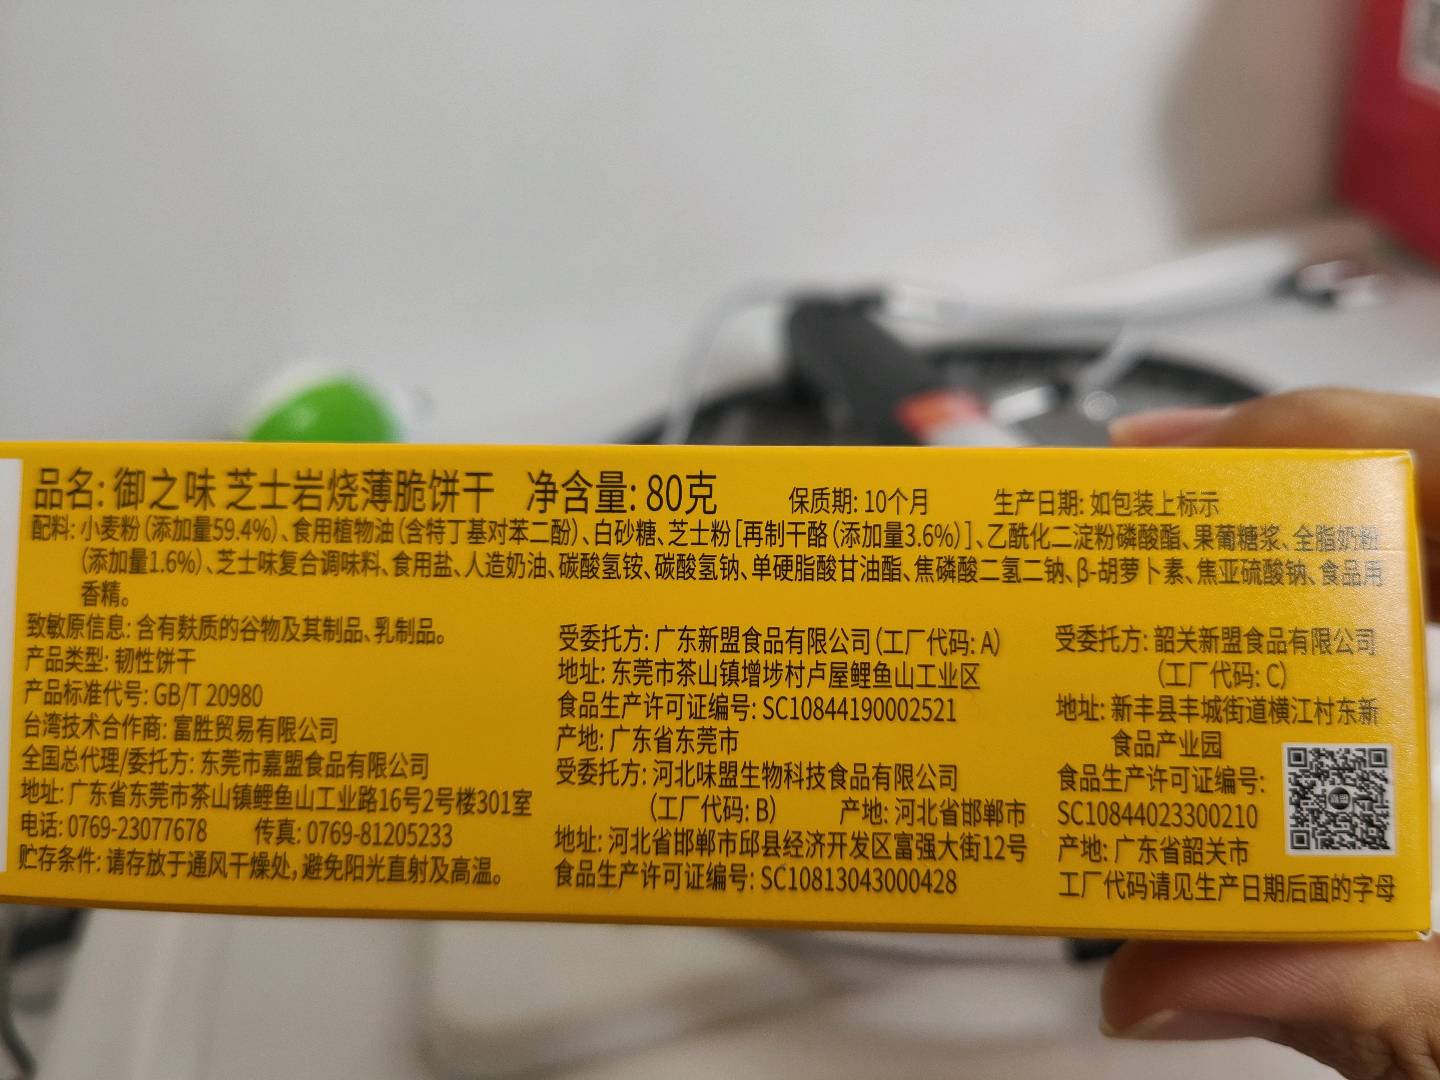 品名: 御之味 芝士岩烧薄脆饼干 净含量: 80克 保质期: 10个月 生产日期: 如包装上标示
配料: 小麦粉(添加量59.4%)、食用植物油(含特丁基对苯二酚)、白砂糖、芝士粉[再制干酪(添加量3.6%)]、乙酰化二淀粉磷酸酯、果葡糖浆、全脂奶粉
(添加量1.6%)、芝士味复合调味料、食用盐、人造奶油、碳酸氢铵、碳酸氢钠、单硬脂酸甘油酯、焦磷酸二氢二钠、β-胡萝卜素、焦亚硫酸钠、食品用
香精。
致敏原信息: 含有麸质的谷物及其制品、乳制品。
产品类型: 韧性饼干
产品标准代号: GB/T 20980
台湾技术合作商: 富胜贸易有限公司
全国总代理/委托方: 东莞市嘉盟食品有限公司
地址: 广东省东莞市茶山镇鲤鱼山工业路16号2号楼301室
电话: 0769-23077678 传真: 0769-81205233
贮存条件: 请存放于通风干燥处,避免阳光直射及高温。
受委托方: 广东新盟食品有限公司(工厂代码: A)
地址: 东莞市茶山镇增埗村卢屋鲤鱼山工业区
食品生产许可证编号: SC10844190002521
产地: 广东省东莞市
受委托方: 河北味盟生物科技食品有限公司
(工厂代码: B) 产地: 河北省邯郸市
地址: 河北省邯郸市邱县经济开发区富强大街12号
食品生产许可证编号: SC10813043000428
受委托方: 韶关新盟食品有限公司
(工厂代码: C)
地址: 新丰县丰城街道横江村东新
食品产业园
食品生产许可证编号:
SC10844023300210
产地: 广东省韶关市
工厂代码请见生产日期后面的字母